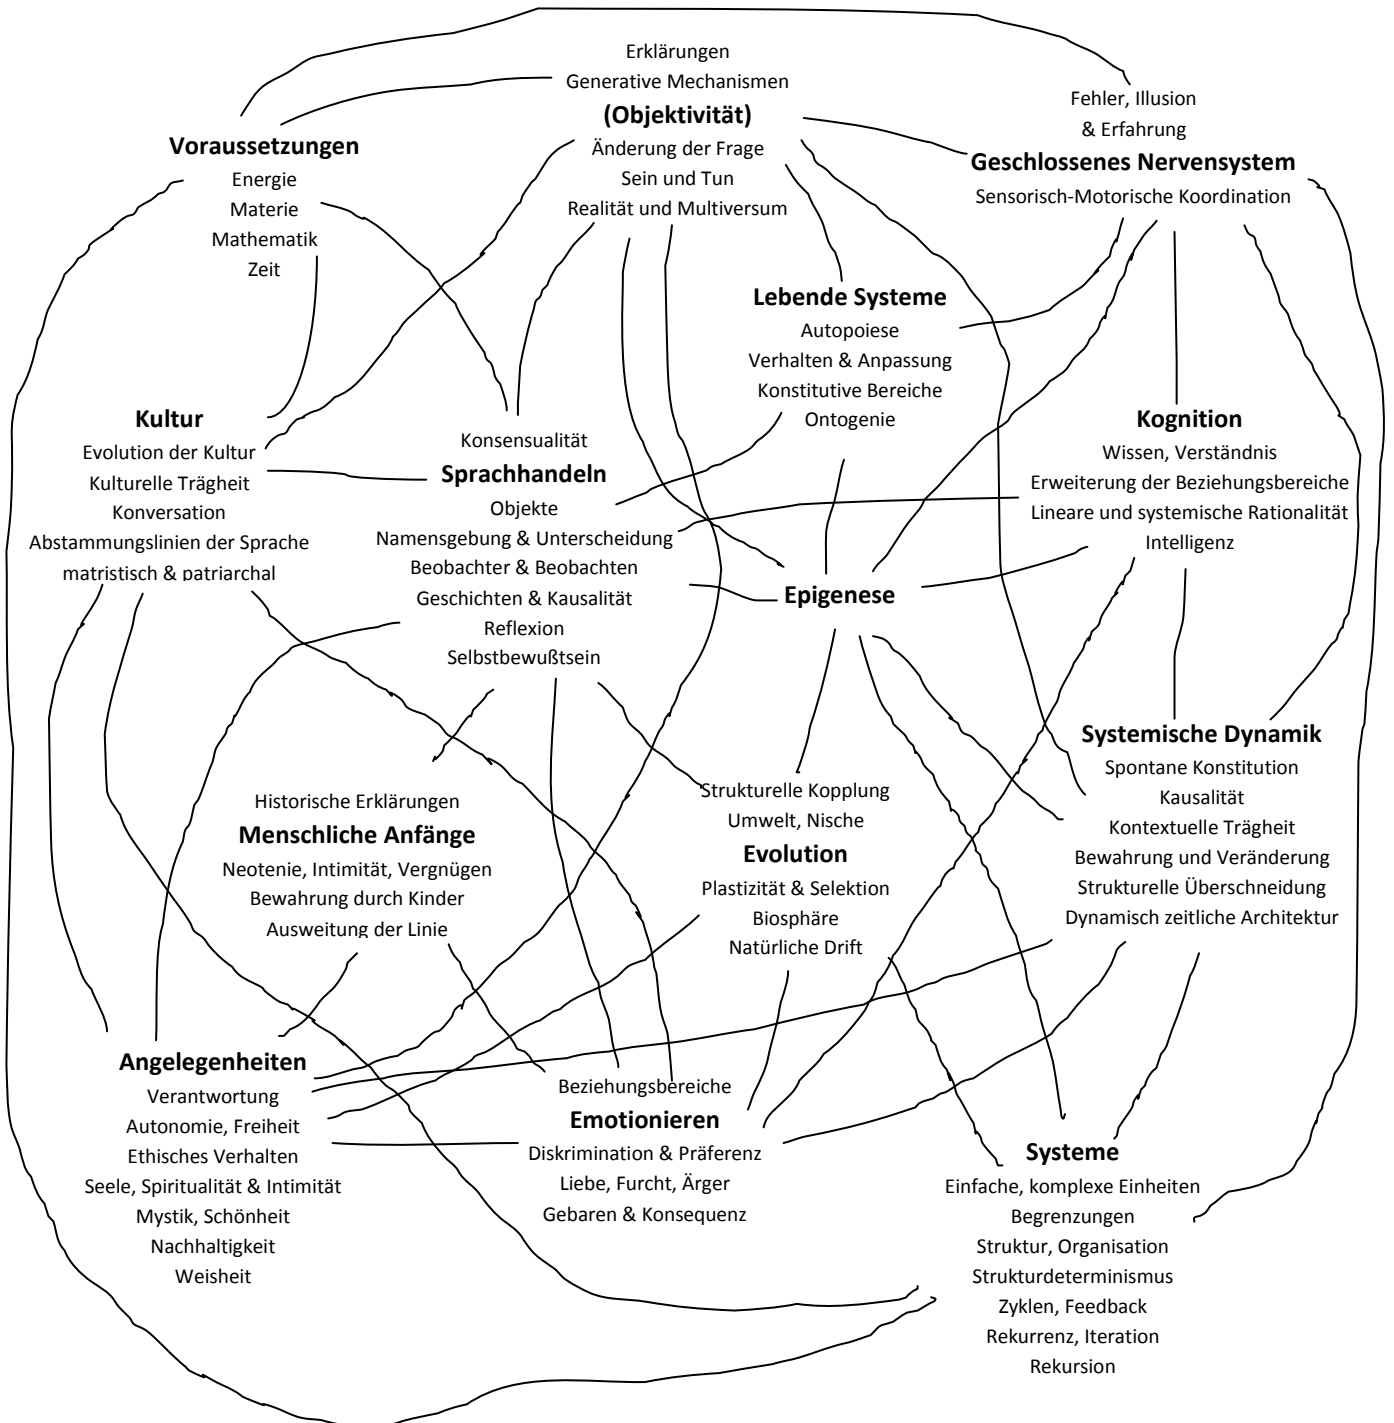 Erklärungen
Generative Mechanismen
(Objektivität)
Änderung der Frage
Sein und Tun
Realität und Multiversum
Fehler, Illusion
& Erfahrung
Geschlossenes Nervensystem
Sensorisch-Motorische Koordination
Voraussetzungen
Energie
Materie
Mathematik
Zeit
Lebende Systeme
Autopoiese
Verhalten & Anpassung
Konstitutive Bereiche
Ontogenie
Kultur
Evolution der Kultur
Kulturelle Trägheit
Konversation
Abstammungslinien der Sprache
matristisch & patriarchal
Konsensualität
Sprachhandeln
Objekte
Namensgebung & Unterscheidung
Beobachter & Beobachten
Geschichten & Kausalität
Reflexion
Selbstbewußtsein
Kognition
Wissen, Verständnis
Erweiterung der Beziehungsbereiche
Lineare und systemische Rationalität
Intelligenz
Epigenese
Systemische Dynamik
Spontane Konstitution
Kausalität
Kontextuelle Trägheit
Bewahrung und Veränderung
Strukturelle Überschneidung
Dynamisch zeitliche Architektur
Historische Erklärungen
Menschliche Anfänge
Neotenie, Intimität, Vergnügen
Bewahrung durch Kinder
Ausweitung der Linie
Strukturelle Kopplung
Umwelt, Nische
Evolution
Plastizität & Selektion
Biosphäre
Natürliche Drift
Angelegenheiten
Verantwortung
Autonomie, Freiheit
Ethisches Verhalten
Seele, Spiritualität & Intimität
Mystik, Schönheit
Nachhaltigkeit
Weisheit
Beziehungsbereiche
Emotionieren
Diskrimination & Präferenz
Liebe, Furcht, Ärger
Gebaren & Konsequenz
Systeme
Einfache, komplexe Einheiten
Begrenzungen
Struktur, Organisation
Strukturdeterminismus
Zyklen, Feedback
Rekurrenz, Iteration
Rekursion